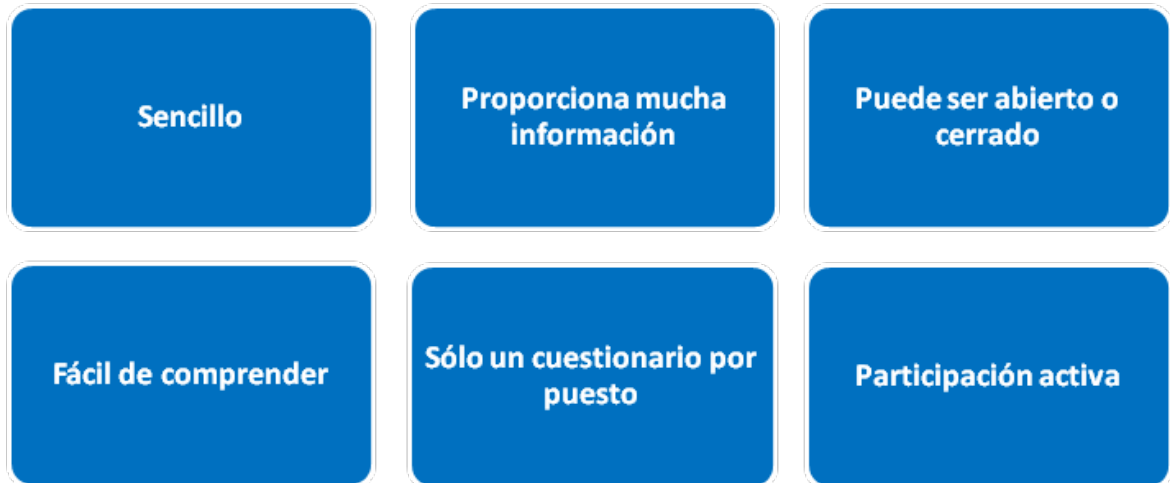 Sencillo
Proporciona mucha
información
Puede ser abierto o
cerrado
Fácil de comprender
Sólo un cuestionario por
puesto
Participación activa